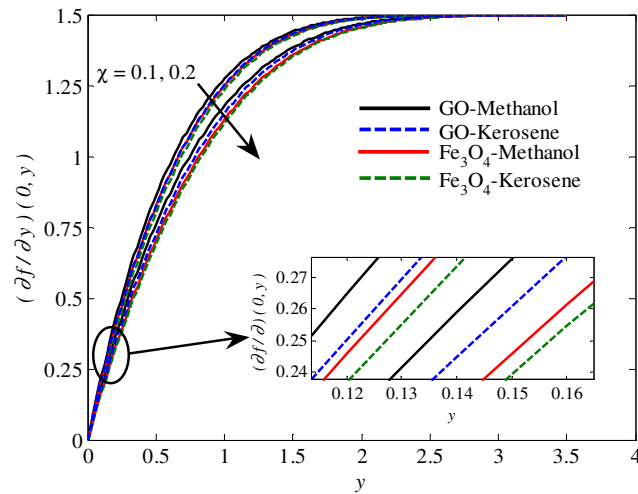 1.5
1.25
1
0.75
0.5
0.25
0
(∂f/∂y)(0,y)
χ = 0.1, 0.2
GO-Methanol
GO-Kerosene
Fe3O4-Methanol
Fe3O4-Kerosene
0.27
0.26
0.25
0.24
(∂f/∂)(0,y)
0.12 0.13 0.14 0.15 0.16
y
0 0.5 1 1.5 2 2.5 3 3.5 4
y